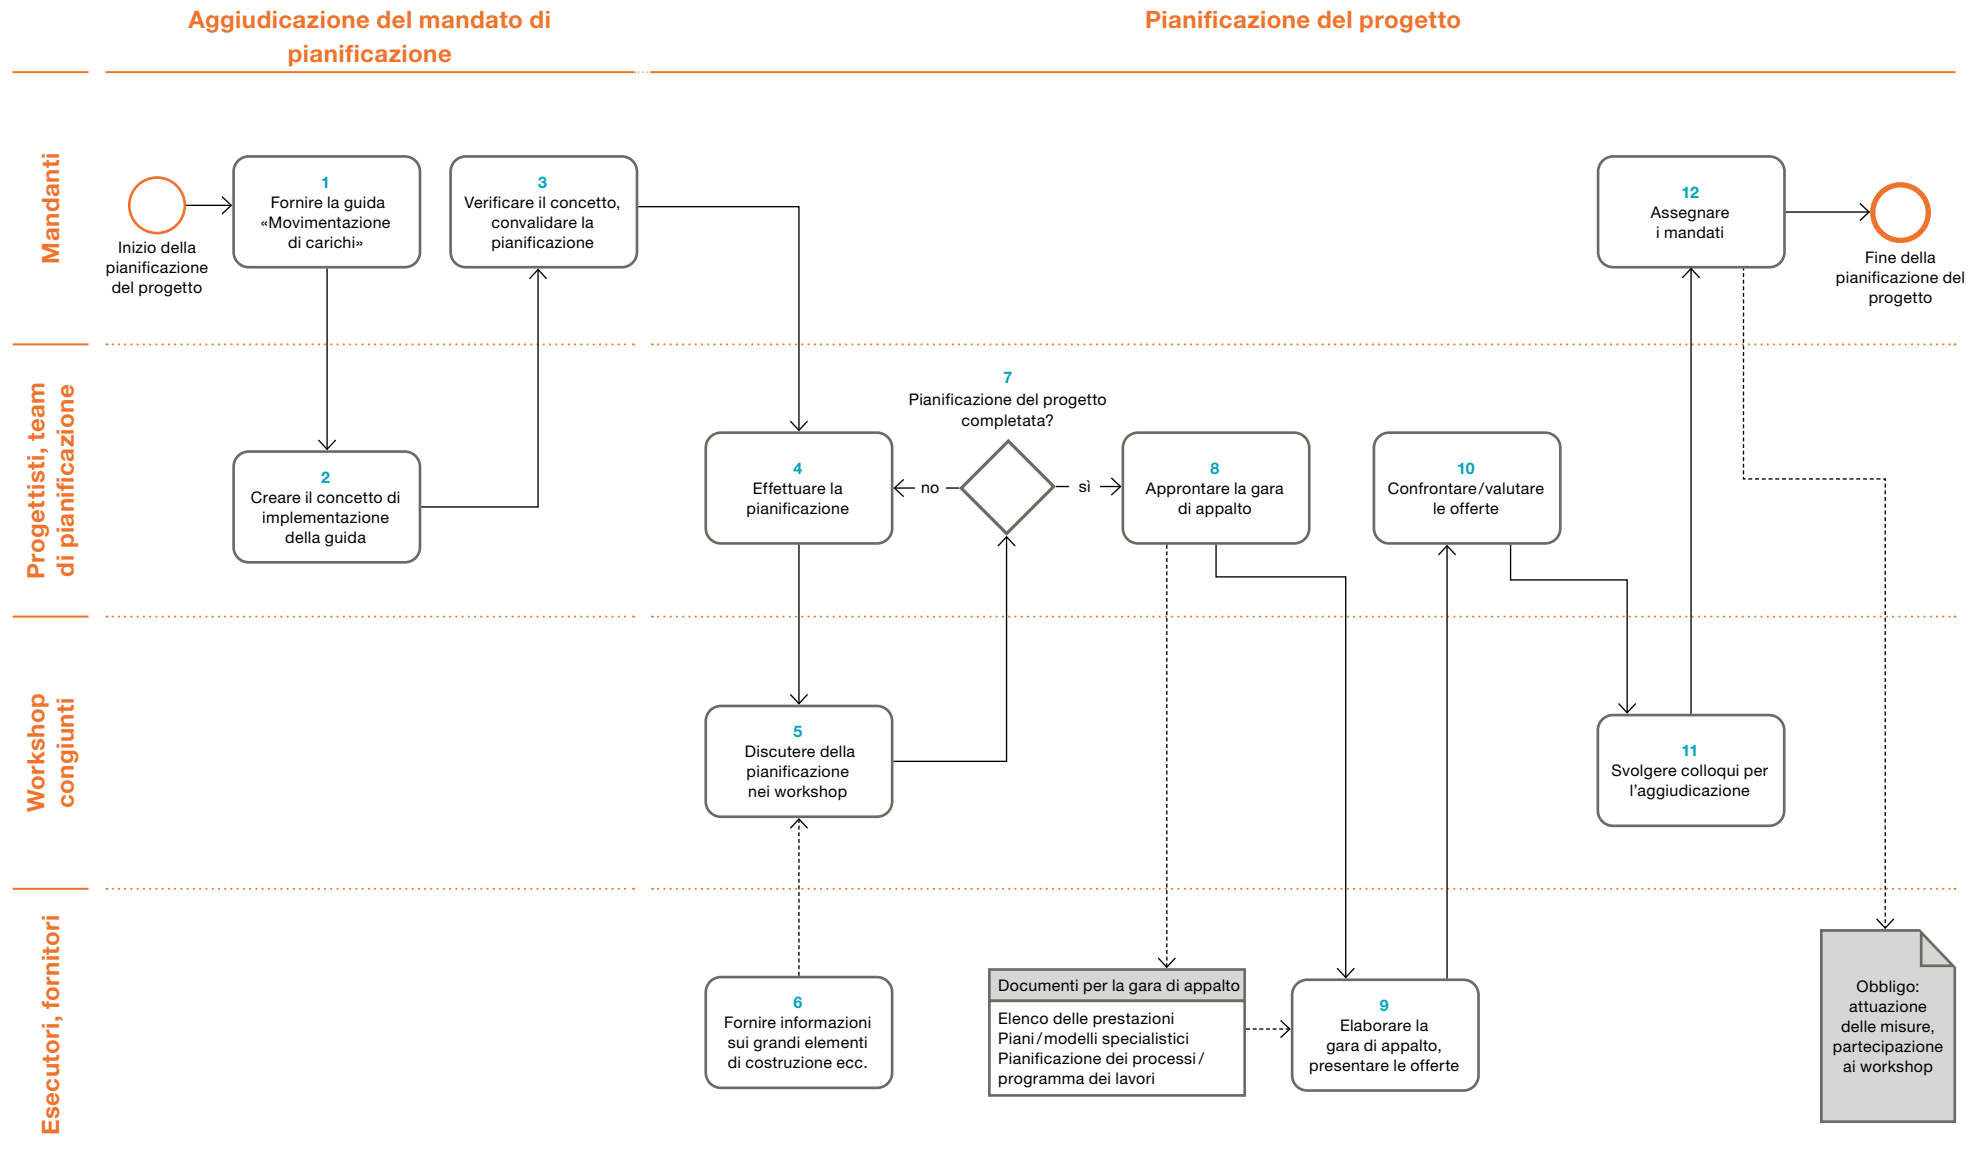 Aggiudicazione del mandato di
pianificazione
Pianificazione del progetto
Mandanti
Inizio della
pianificazione
del progetto
1
Fornire la guida
«Movimentazione
di carichi»
3
Verificare il concetto,
convalidare la
pianificazione
12
Assegnare
i mandati
Fine della
pianificazione del
progetto
Progettisti, team
di pianificazione
2
Creare il concetto di
implementazione
della guida
4
Effettuare la
pianificazione
no
7
Pianificazione del progetto
completata?
sì
8
Approntare la gara
di appalto
10
Confrontare/valutare
le offerte
Workshop
congiunti
5
Discutere della
pianificazione
nei workshop
11
Svolgere colloqui per
l’aggiudicazione
Esecutori, fornitori
6
Fornire informazioni
sui grandi elementi
di costruzione ecc.
Documenti per la gara di appalto
Elenco delle prestazioni
Piani/modelli specialistici
Pianificazione dei processi/
programma dei lavori
9
Elaborare la
gara di appalto,
presentare le offerte
Obbligo:
attuazione
delle misure,
partecipazione
ai workshop